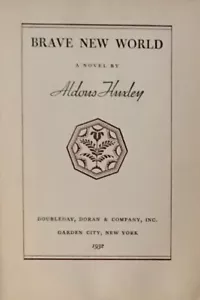 BRAVE NEW WORLD
A NOVEL BY
Aldous Huxley
DOUBLEDAY, DORAN & COMPANY, INC.
GARDEN CITY, NEW YORK
1932